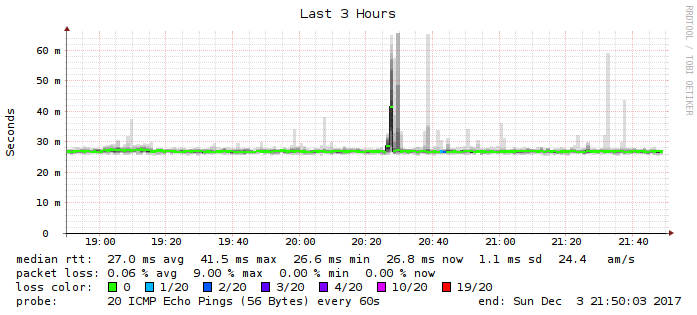 Last 3 Hours
RRDTOOL / TOBI OETIKER
Seconds
60 m
50 m
40 m
30 m
20 m
10 m
0
19:00 19:20 19:40 20:00 20:20 20:40 21:00 21:20 21:40
median rtt: 27.0 ms avg 41.5 ms max 26.6 ms min 26.8 ms now 1.1 ms sd 24.4 am/s
packet loss: 0.06 % avg 9.00 % max 0.00 % min 0.00 % now
loss color: 0 1/20 2/20 3/20 4/20 10/20 19/20
probe: 20 ICMP Echo Pings (56 Bytes) every 60s end: Sun Dec 3 21:50:03 2017